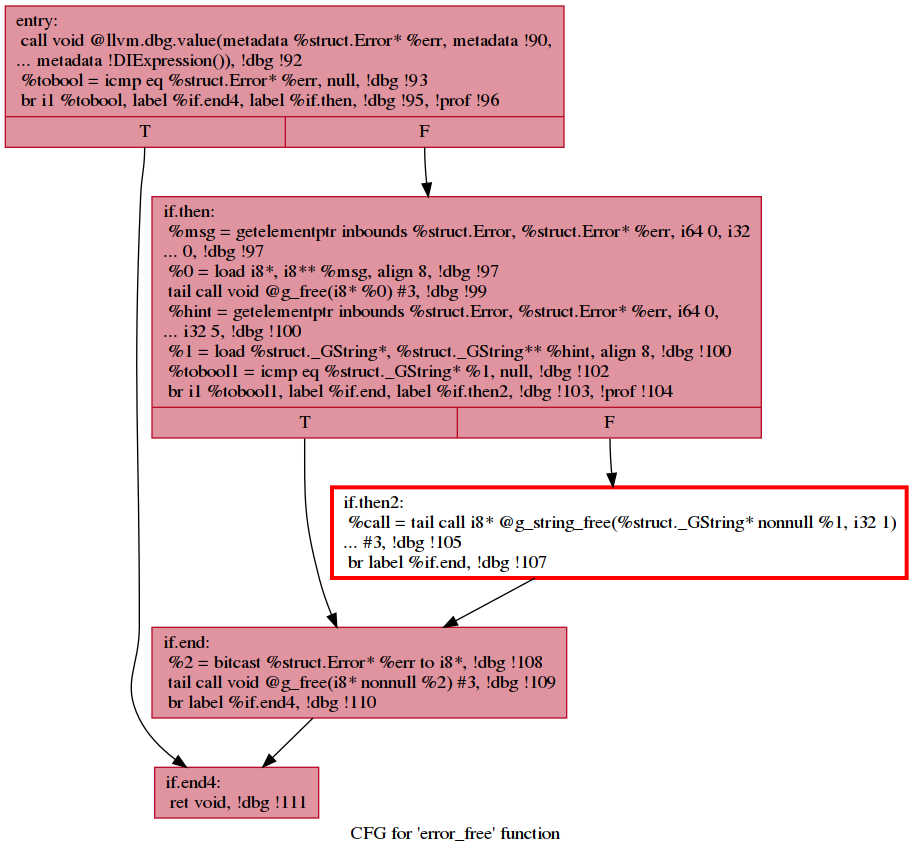 entry:
call void @llvm.dbg.value(metadata %struct.Error* %err, metadata !90,
... metadata !DIExpression()), !dbg !92
%tobool = icmp eq %struct.Error* %err, null, !dbg !93
br i1 %tobool, label %if.end4, label %if.then, !dbg !95, !prof !96
T F
if.then:
%msg = getelementptr inbounds %struct.Error, %struct.Error* %err, i64 0, i32
... 0, !dbg !97
%0 = load i8*, i8** %msg, align 8, !dbg !97
tail call void @g_free(i8* %0) #3, !dbg !99
%hint = getelementptr inbounds %struct.Error, %struct.Error* %err, i64 0,
... i32 5, !dbg !100
%1 = load %struct._GString*, %struct._GString** %hint, align 8, !dbg !100
%tobool1 = icmp eq %struct._GString* %1, null, !dbg !102
br i1 %tobool1, label %if.end, label %if.then2, !dbg !103, !prof !104
T F
if.then2:
%call = tail call i8* @g_string_free(%struct._GString* nonnull %1, i32 1)
... #3, !dbg !105
br label %if.end, !dbg !107
if.end:
%2 = bitcast %struct.Error* %err to i8*, !dbg !108
tail call void @g_free(i8* nonnull %2) #3, !dbg !109
br label %if.end4, !dbg !110
if.end4:
ret void, !dbg !111
CFG for 'error_free' function